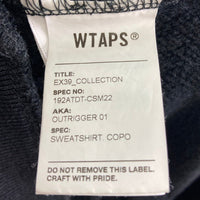 WTAPS®
TITLE:
EX39_COLLECTION
SPEC NO:
192ATDT-CSM22
AKA:
OUTRIGGER 01
SPEC:
SWEATSHIRT. COPO
DO NOT REMOVE THIS LABEL.
CRAFT WITH PRIDE.